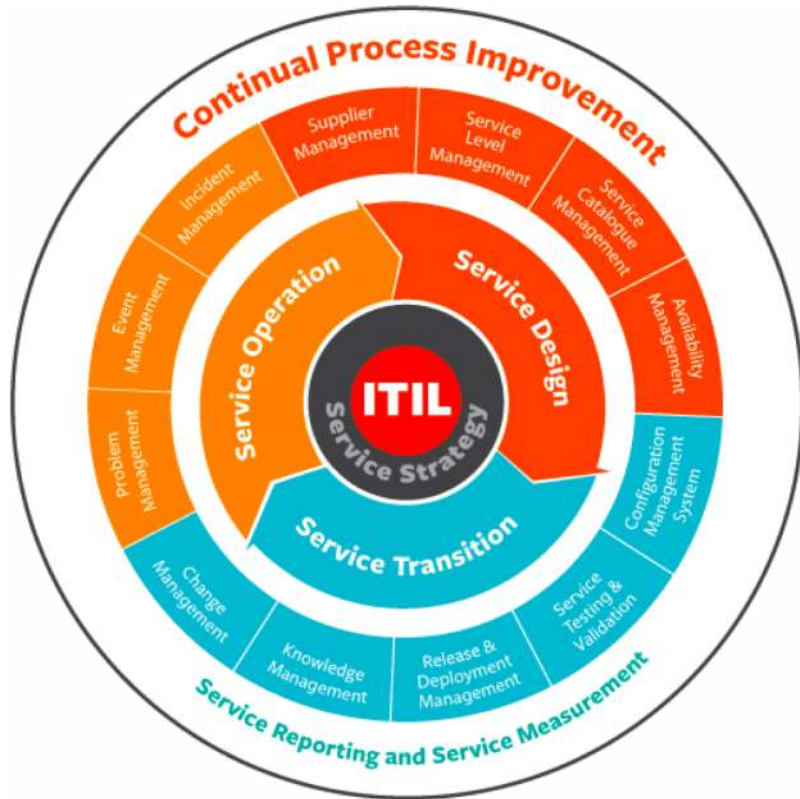 Continual Process Improvement
Supplier
Management
Service
Level
Management
Service
Catalogue
Management
Availability
Management
Configuration
Management
System
Service
Testing &
Validation
Release &
Deployment
Management
Knowledge
Management
Change
Management
Problem
Management
Event
Management
Incident
Management
Service Operation
Service Design
Service Transition
ITIL
Service Strategy
Service Reporting and Service Measurement